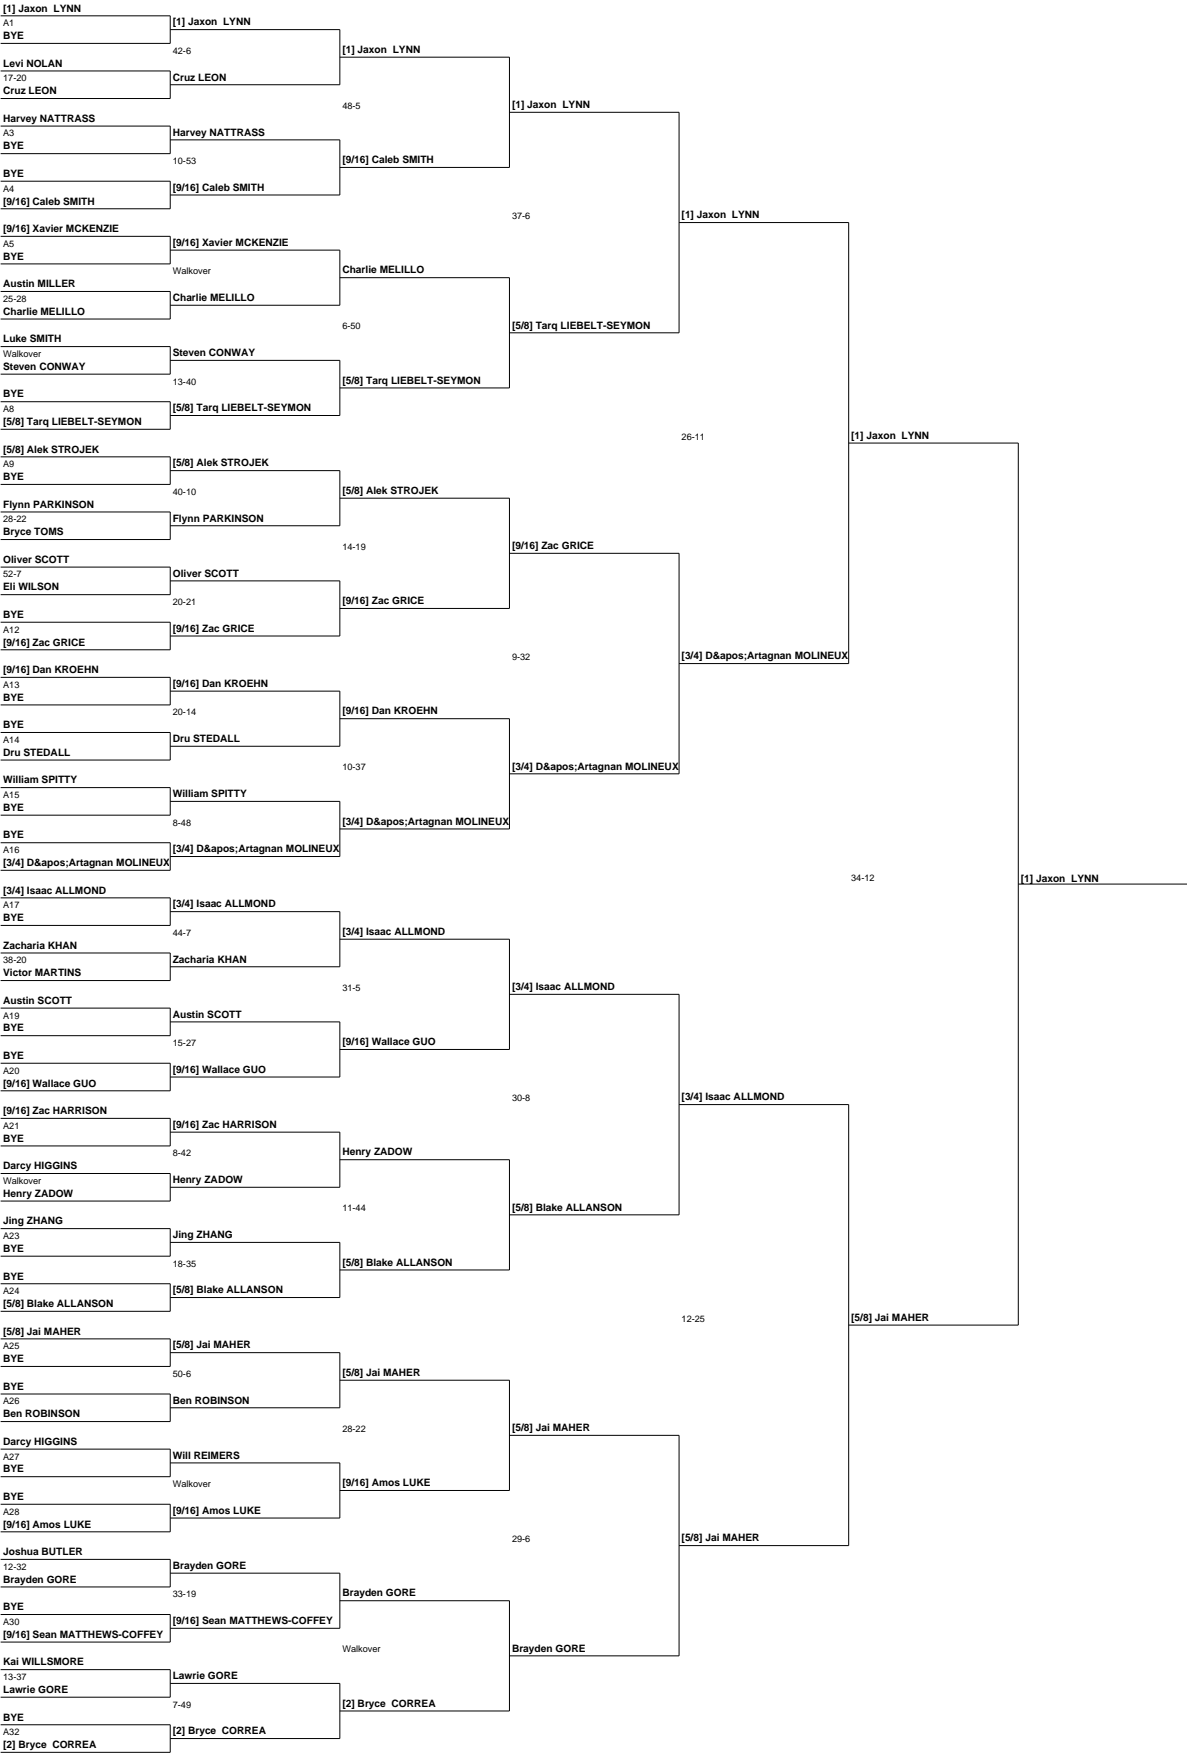 [1] Jaxon  LYNN
A1
[1] Jaxon  LYNN
BYE
42-6
[1] Jaxon  LYNN
Levi NOLAN
17-20
Cruz LEON
Cruz LEON
48-5
[1] Jaxon  LYNN
Harvey NATTRASS
A3
Harvey NATTRASS
BYE
10-53
[9/16] Caleb SMITH
BYE
A4
[9/16] Caleb SMITH
[9/16] Caleb SMITH
37-6
[1] Jaxon  LYNN
[9/16] Xavier MCKENZIE
A5
[9/16] Xavier MCKENZIE
BYE
Walkover
Charlie MELILLO
Austin MILLER
25-28
Charlie MELILLO
Charlie MELILLO
6-50
[5/8] Tarq LIEBELT-SEYMON
Luke SMITH
Walkover
Steven CONWAY
Steven CONWAY
13-40
[5/8] Tarq LIEBELT-SEYMON
BYE
A8
[5/8] Tarq LIEBELT-SEYMON
[5/8] Tarq LIEBELT-SEYMON
26-11
[1] Jaxon  LYNN
[5/8] Alek STROJEK
A9
[5/8] Alek STROJEK
BYE
40-10
[5/8] Alek STROJEK
Flynn PARKINSON
28-22
Flynn PARKINSON
Bryce TOMS
14-19
[9/16] Zac GRICE
Oliver SCOTT
52-7
Oliver SCOTT
Eli WILSON
20-21
[9/16] Zac GRICE
BYE
A12
[9/16] Zac GRICE
[9/16] Zac GRICE
9-32
[3/4] D&apos;Artagnan MOLINEUX
[9/16] Dan KROEHN
A13
[9/16] Dan KROEHN
BYE
20-14
[9/16] Dan KROEHN
BYE
A14
Dru STEDALL
Dru STEDALL
10-37
[3/4] D&apos;Artagnan MOLINEUX
William SPITTY
A15
William SPITTY
BYE
8-48
[3/4] D&apos;Artagnan MOLINEUX
BYE
A16
[3/4] D&apos;Artagnan MOLINEUX
[3/4] D&apos;Artagnan MOLINEUX
34-12
[1] Jaxon  LYNN
[3/4] Isaac ALLMOND
A17
[3/4] Isaac ALLMOND
BYE
44-7
[3/4] Isaac ALLMOND
Zacharia KHAN
38-20
Zacharia KHAN
Victor MARTINS
31-5
[3/4] Isaac ALLMOND
Austin SCOTT
A19
Austin SCOTT
BYE
15-27
[9/16] Wallace GUO
BYE
A20
[9/16] Wallace GUO
[9/16] Wallace GUO
30-8
[3/4] Isaac ALLMOND
[9/16] Zac HARRISON
A21
[9/16] Zac HARRISON
BYE
8-42
Henry ZADOW
Darcy HIGGINS
Walkover
Henry ZADOW
Henry ZADOW
11-44
[5/8] Blake ALLANSON
Jing ZHANG
A23
Jing ZHANG
BYE
18-35
[5/8] Blake ALLANSON
BYE
A24
[5/8] Blake ALLANSON
[5/8] Blake ALLANSON
12-25
[5/8] Jai MAHER
[5/8] Jai MAHER
A25
[5/8] Jai MAHER
BYE
50-6
[5/8] Jai MAHER
BYE
A26
Ben ROBINSON
Ben ROBINSON
28-22
[5/8] Jai MAHER
Darcy HIGGINS
A27
Will REIMERS
BYE
Walkover
[9/16] Amos LUKE
BYE
A28
[9/16] Amos LUKE
[9/16] Amos LUKE
29-6
[5/8] Jai MAHER
Joshua BUTLER
12-32
Brayden GORE
Brayden GORE
33-19
Brayden GORE
BYE
A30
[9/16] Sean MATTHEWS-COFFEY
[9/16] Sean MATTHEWS-COFFEY
Walkover
Brayden GORE
Kai WILLSMORE
13-37
Lawrie GORE
Lawrie GORE
7-49
[2] Bryce  CORREA
BYE
A32
[2] Bryce  CORREA
[2] Bryce  CORREA